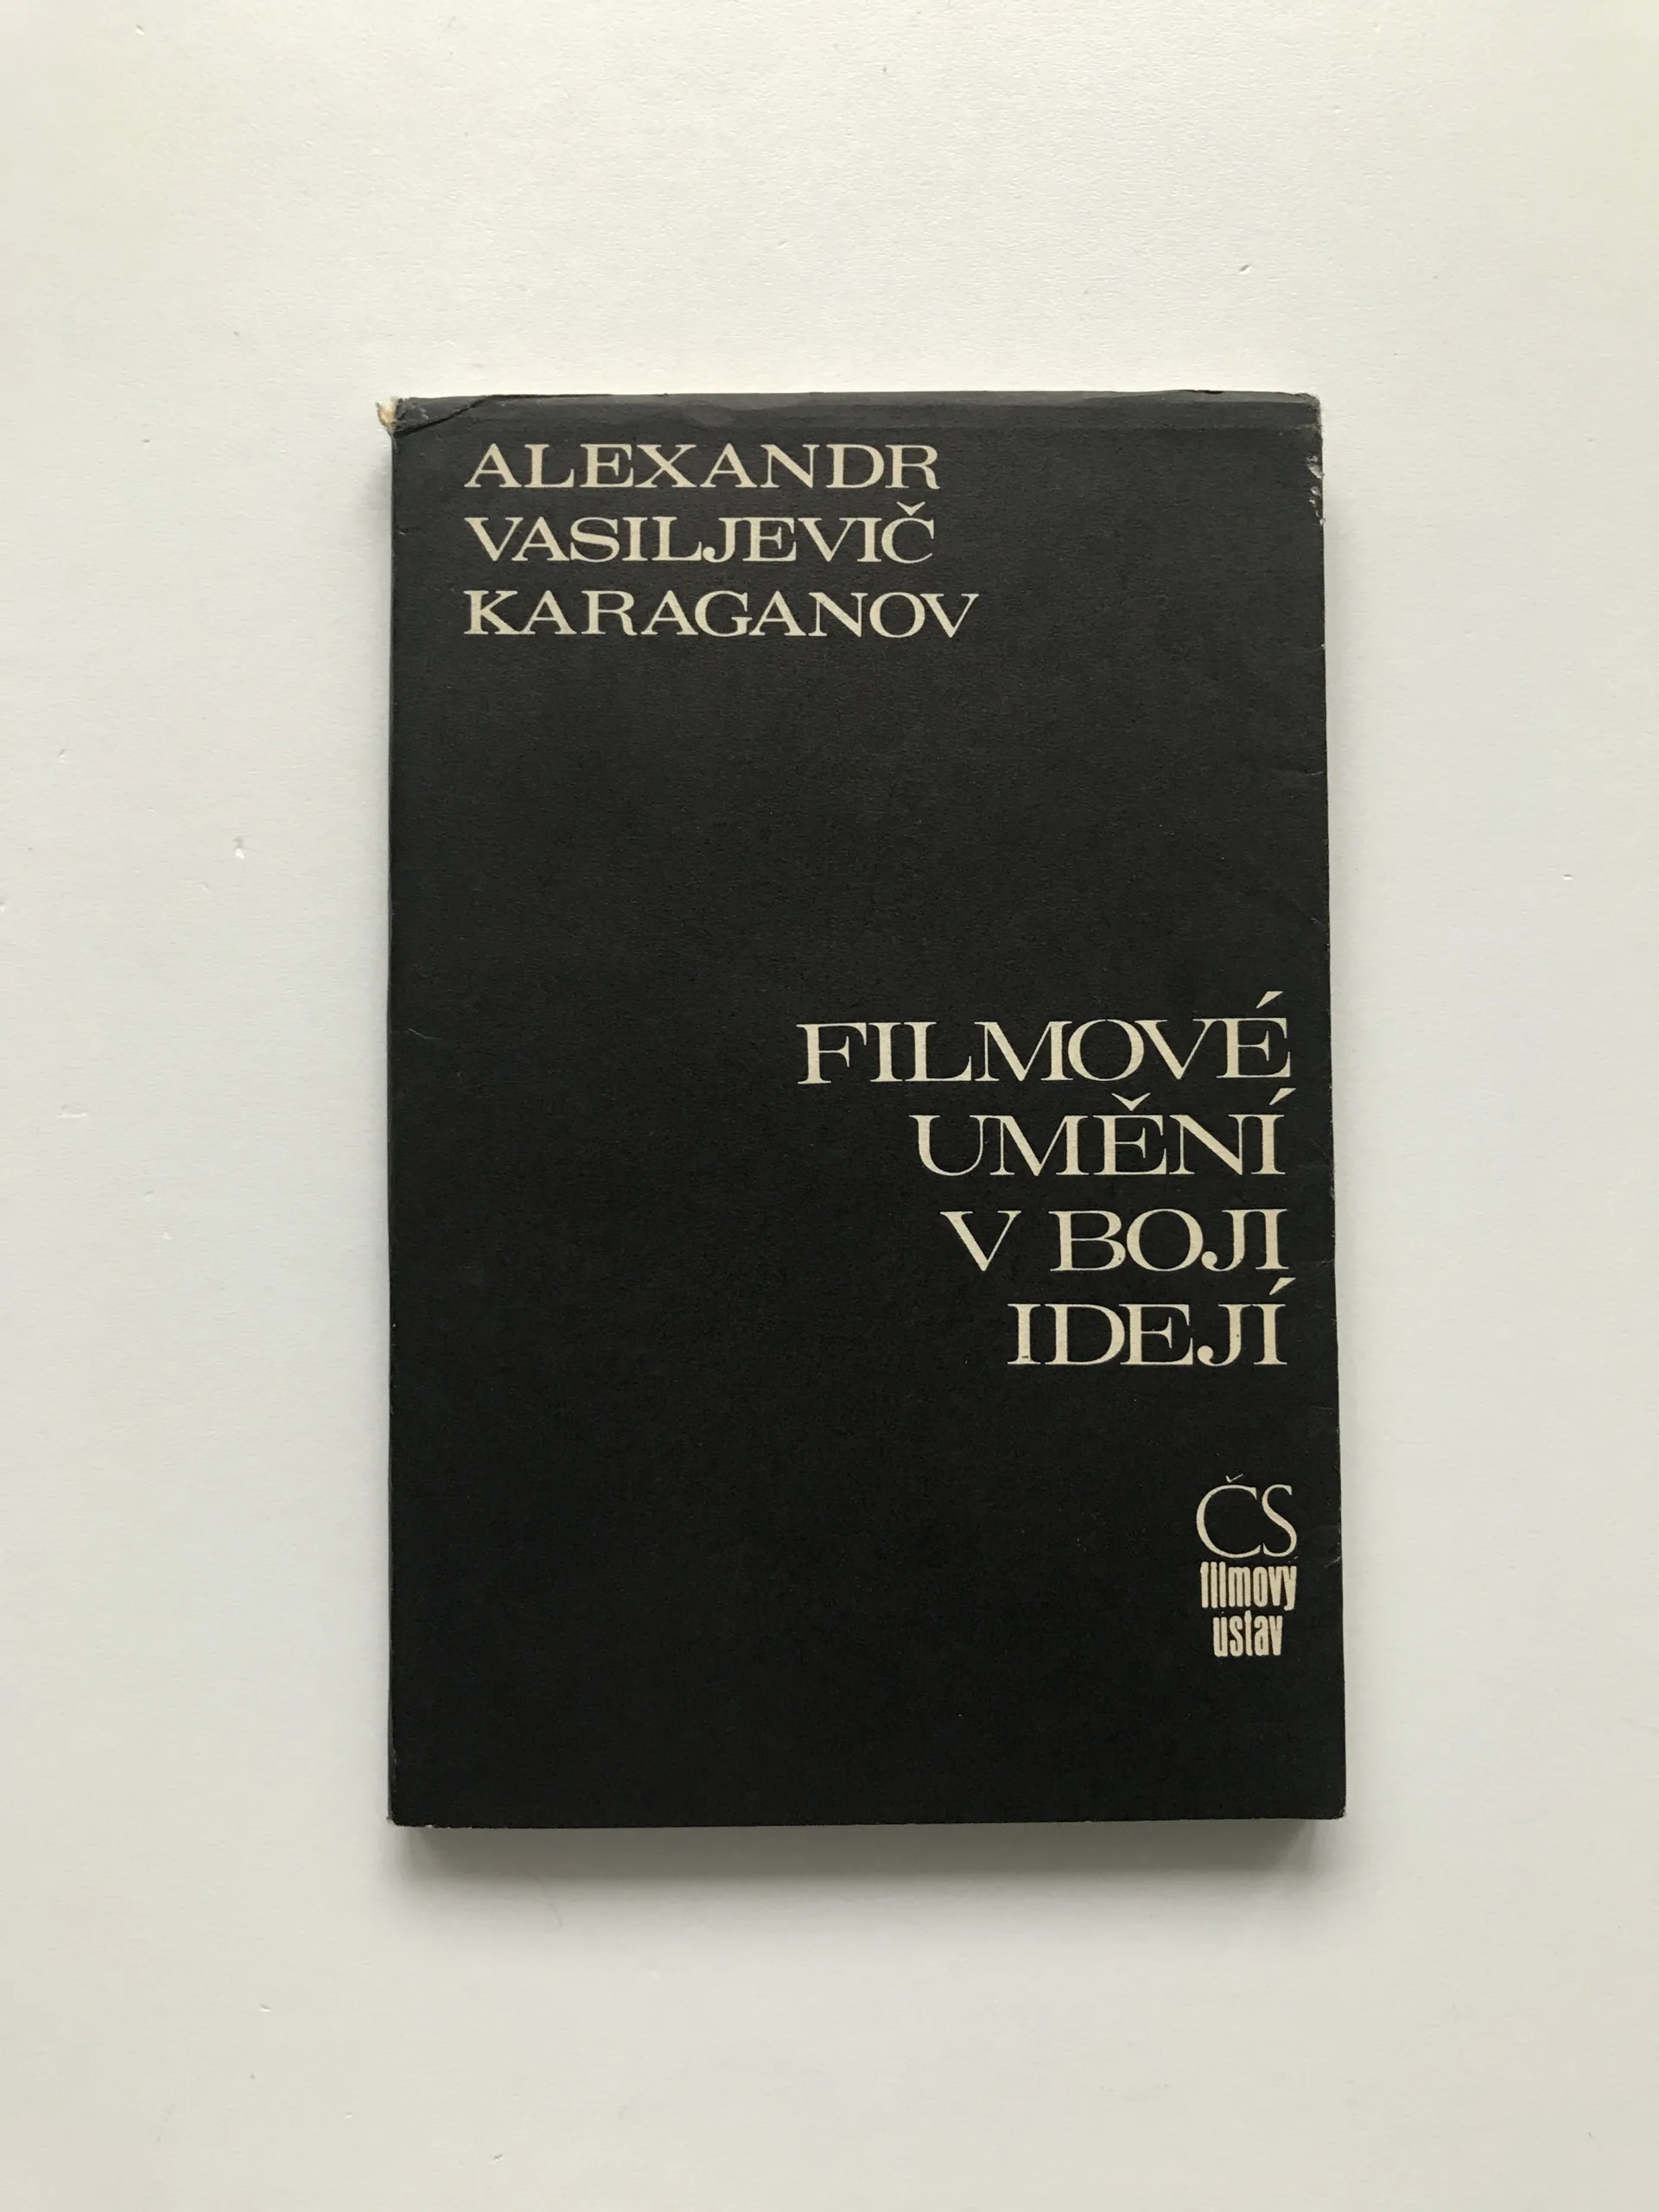 ALEXANDR
VASILJEVIČ
KARAGANOV
FILMOVÉ
UMĚNÍ
V BOJI
IDEJÍ
ČS
filmový
ústav